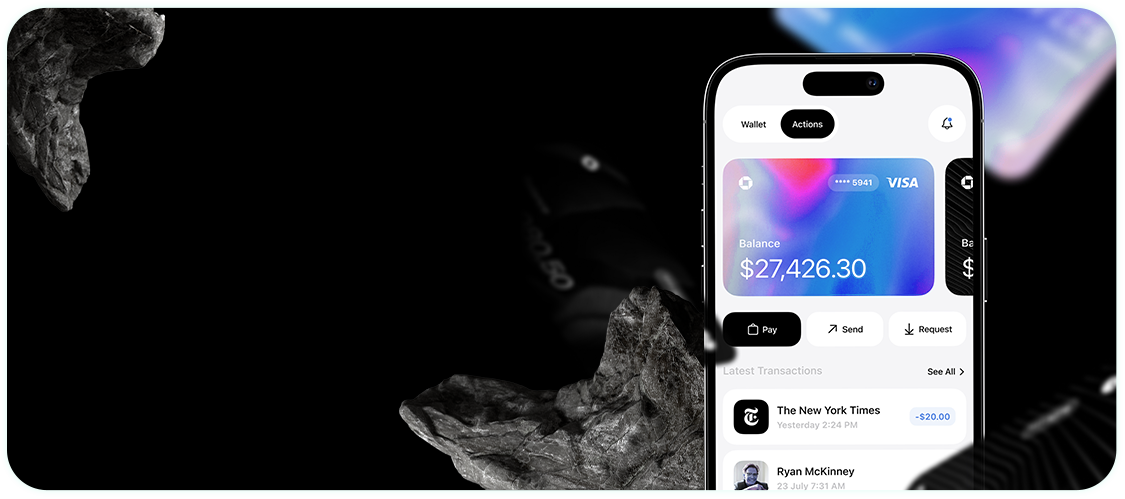 Wallet
Actions
**** 5941
VISA
Balance
$27,426.30
Ba
$
Pay
Send
Request
Latest Transactions
See All
The New York Times
Yesterday 2:24 PM
-$20.00
Ryan McKinney
23 July 7:31 AM